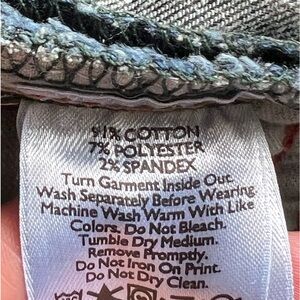 91% COTTON
7% POLYESTER
2% SPANDEX
Turn Garment Inside Out
Wash Separately Before Wearing.
Machine Wash Warm With Like
Colors. Do Not Bleach.
Tumble Dry Medium.
Remove Promptly.
Do Not Iron On Print.
Do Not Dry Clean.